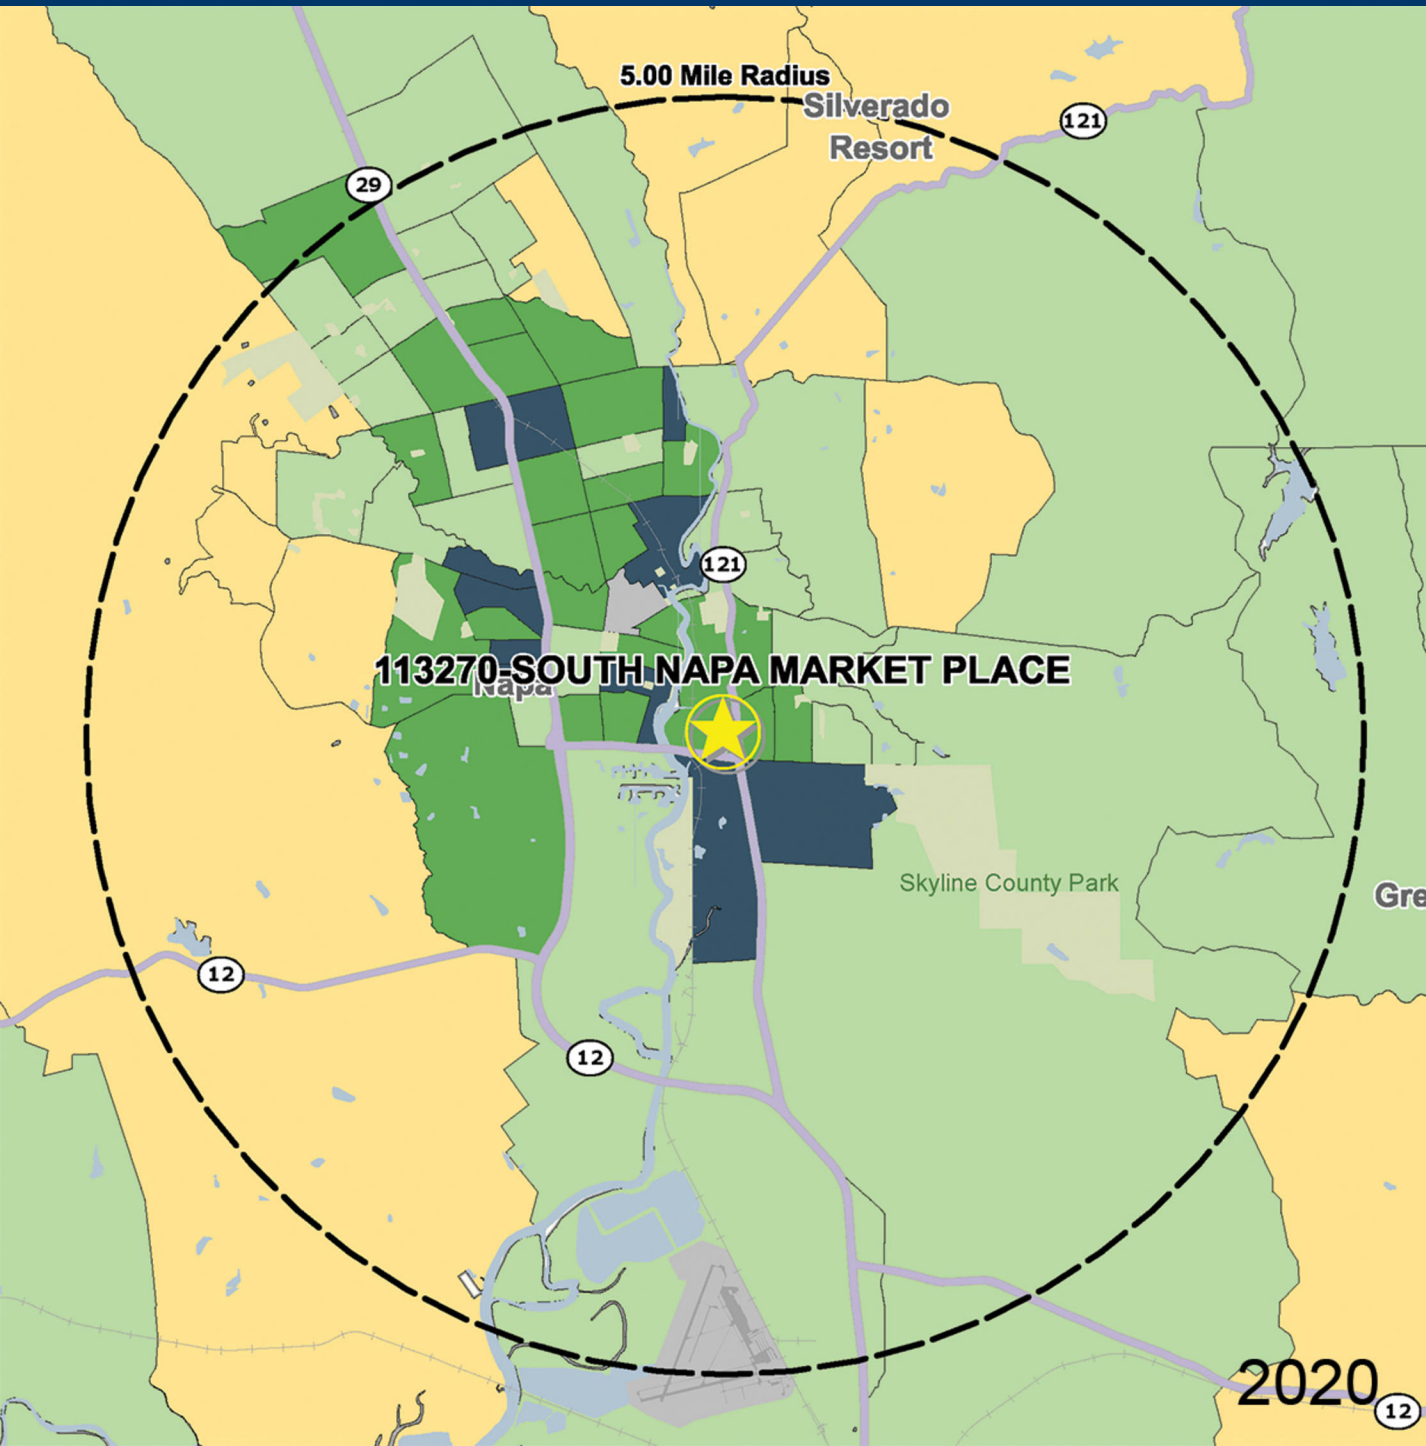 5.00 Mile Radius
Silverado
Resort
121
29
121
113270-SOUTH NAPA MARKET PLACE
Napa
Skyline County Park
Gre
12
12
2020
12